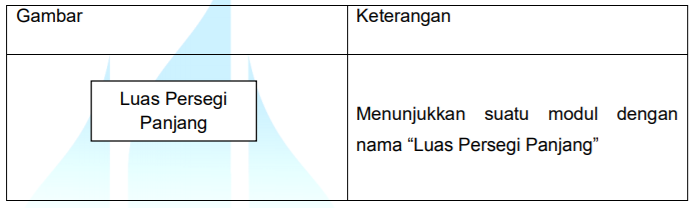 Gambar
Keterangan
Luas Persegi
Panjang
Menunjukkan suatu modul dengan
nama “Luas Persegi Panjang”